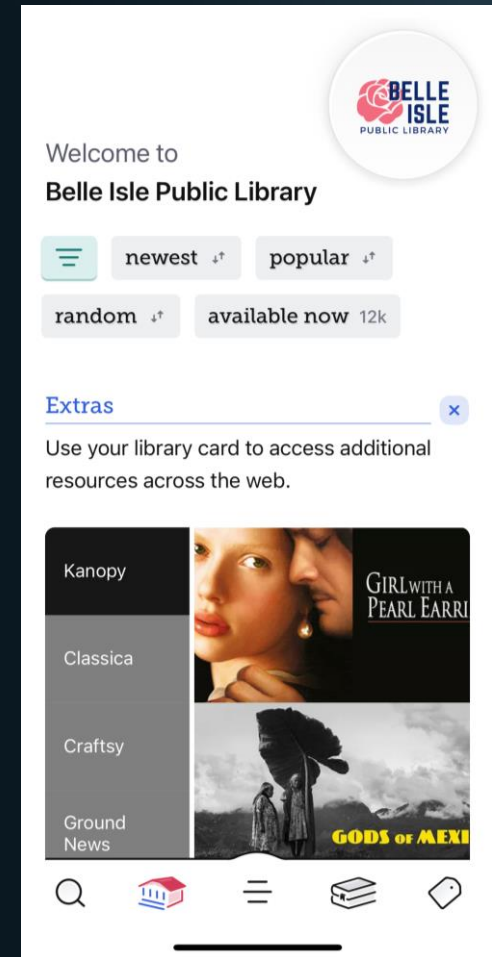 BELLE
ISLE
PUBLIC LIBRARY
Welcome to
Belle Isle Public Library
newest
popular
random
available now 12k
Extras
Use your library card to access additional
resources across the web.
Kanopy
GIRL WITH A
PEARL EARRI
Classica
Craftsy
Ground
News
GODS OF MEXI